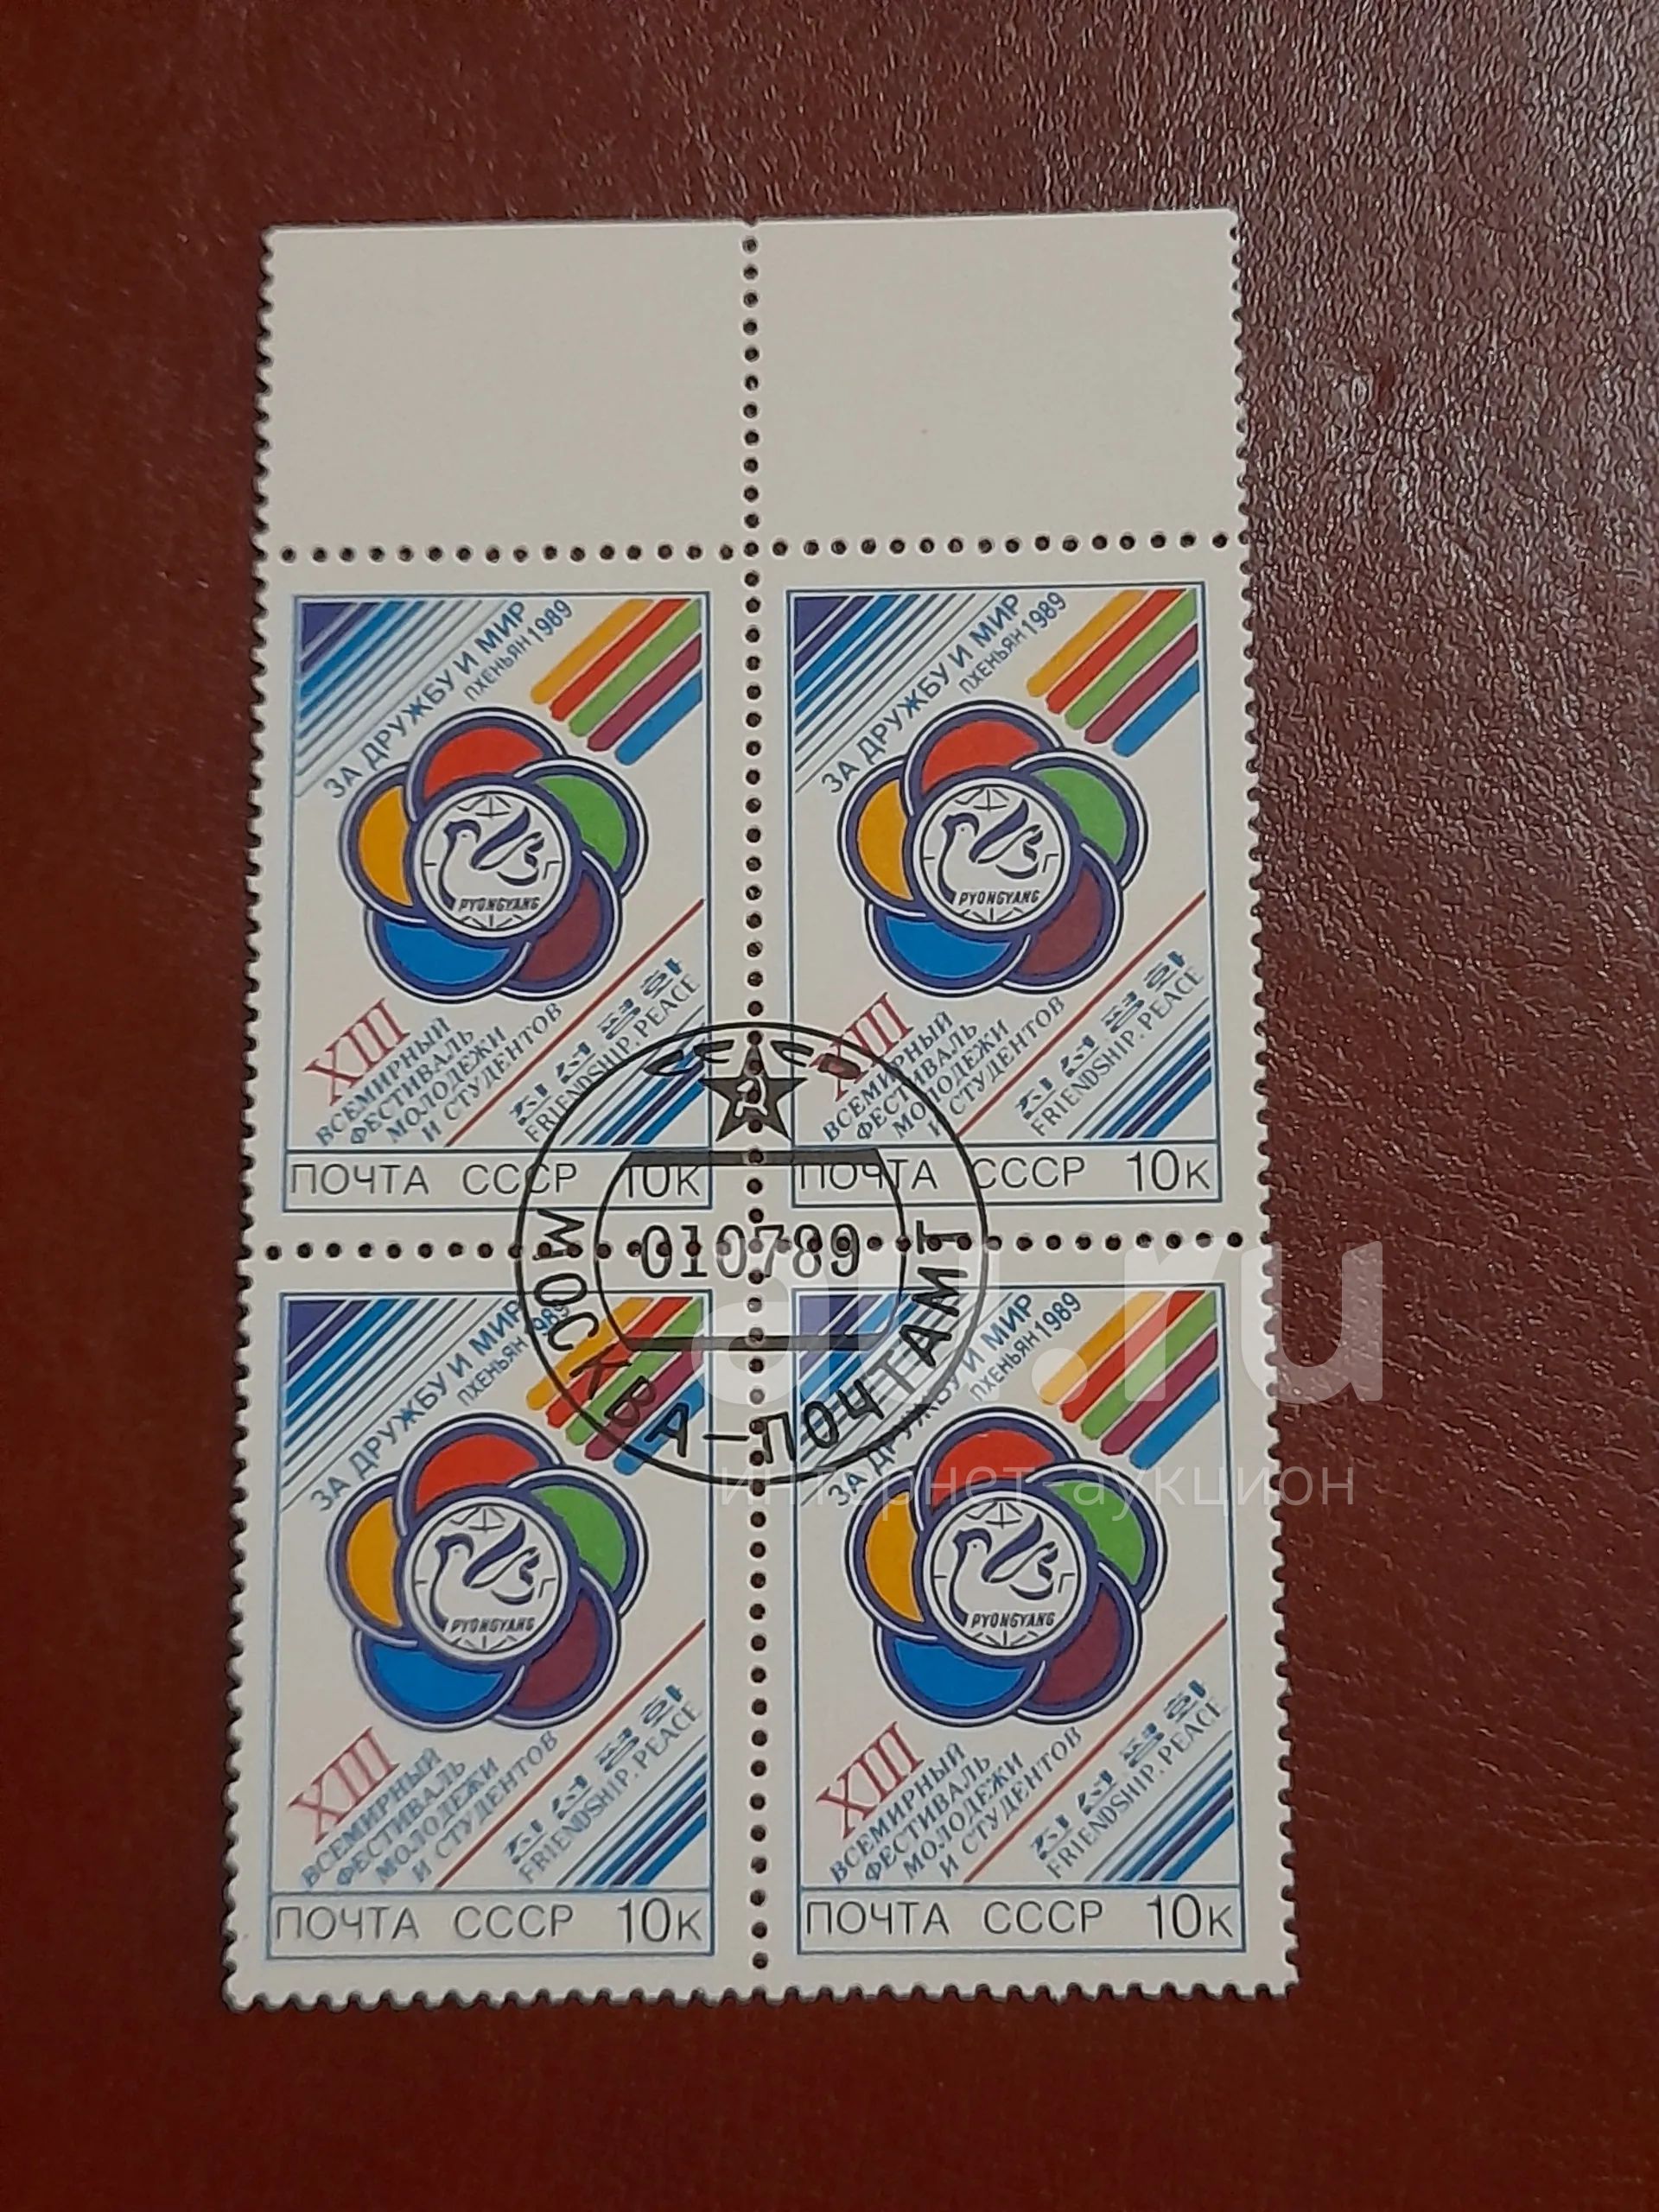 ЗА ДРУЖБУ И МИР
ПХЕНЬЯН 1989
PYONGYANG
XIII
ВСЕМИРНЫЙ
ФЕСТИВАЛЬ
МОЛОДЕЖИ
И СТУДЕНТОВ
FRIENDSHIP. PEACE
ПОЧТА СССР 10К
ЗА ДРУЖБУ И МИР
ПХЕНЬЯН 1989
PYONGYANG
XIII
ВСЕМИРНЫЙ
ФЕСТИВАЛЬ
МОЛОДЕЖИ
И СТУДЕНТОВ
FRIENDSHIP. PEACE
ПОЧТА СССР 10К
СССР
010789
МОСКВА-ПОЧТАМТ
ЗА ДРУЖБУ И МИР
ПХЕНЬЯН 1989
PYONGYANG
XIII
ВСЕМИРНЫЙ
ФЕСТИВАЛЬ
МОЛОДЕЖИ
И СТУДЕНТОВ
FRIENDSHIP. PEACE
ПОЧТА СССР 10К
ЗА ДРУЖБУ И МИР
ПХЕНЬЯН 1989
PYONGYANG
XIII
ВСЕМИРНЫЙ
ФЕСТИВАЛЬ
МОЛОДЕЖИ
И СТУДЕНТОВ
FRIENDSHIP. PEACE
ПОЧТА СССР 10К
au.ru
интернет-аукцион